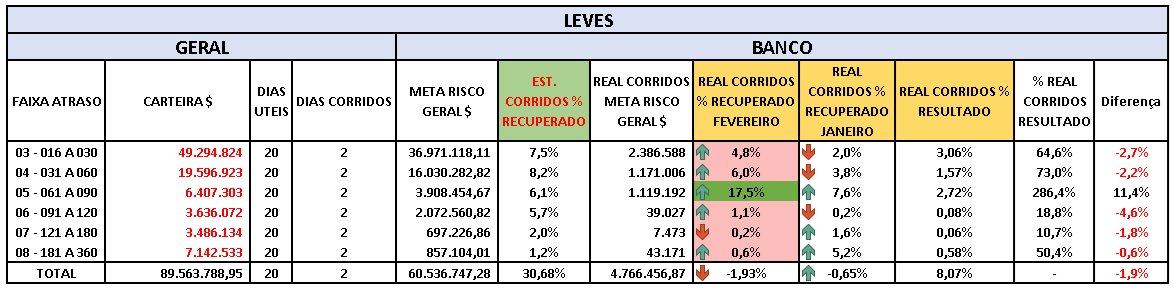 LEVES
GERAL BANCO
FAIXA ATRASO CARTEIRA $ DIAS UTEIS DIAS CORRIDOS META RISCO GERAL $ EST. CORRIDOS % RECUPERADO REAL CORRIDOS META RISCO GERAL $ REAL CORRIDOS % RECUPERADO FEVEREIRO REAL CORRIDOS % RECUPERADO JANEIRO REAL CORRIDOS % RESULTADO % REAL CORRIDOS RESULTADO Diferença
03 - 016 A 030 49.294.824 20 2 36.971.118,11 7,5% 2.386.588 4,8% 2,0% 3,06% 64,6% -2,7%
04 - 031 A 060 19.596.923 20 2 16.030.282,82 8,2% 1.171.006 6,0% 3,8% 1,57% 73,0% -2,2%
05 - 061 A 090 6.407.303 20 2 3.908.454,67 6,1% 1.119.192 17,5% 7,6% 2,72% 286,4% 11,4%
06 - 091 A 120 3.636.072 20 2 2.072.560,82 5,7% 39.027 1,1% 0,2% 0,08% 18,8% -4,6%
07 - 121 A 180 3.486.134 20 2 697.226,86 2,0% 7.473 0,2% 1,6% 0,06% 10,7% -1,8%
08 - 181 A 360 7.142.533 20 2 857.104,01 1,2% 43.171 0,6% 5,2% 0,58% 50,4% -0,6%
TOTAL 89.563.788,95 20 2 60.536.747,28 30,68% 4.766.456,87 -1,93% -0,65% 8,07% - -1,9%